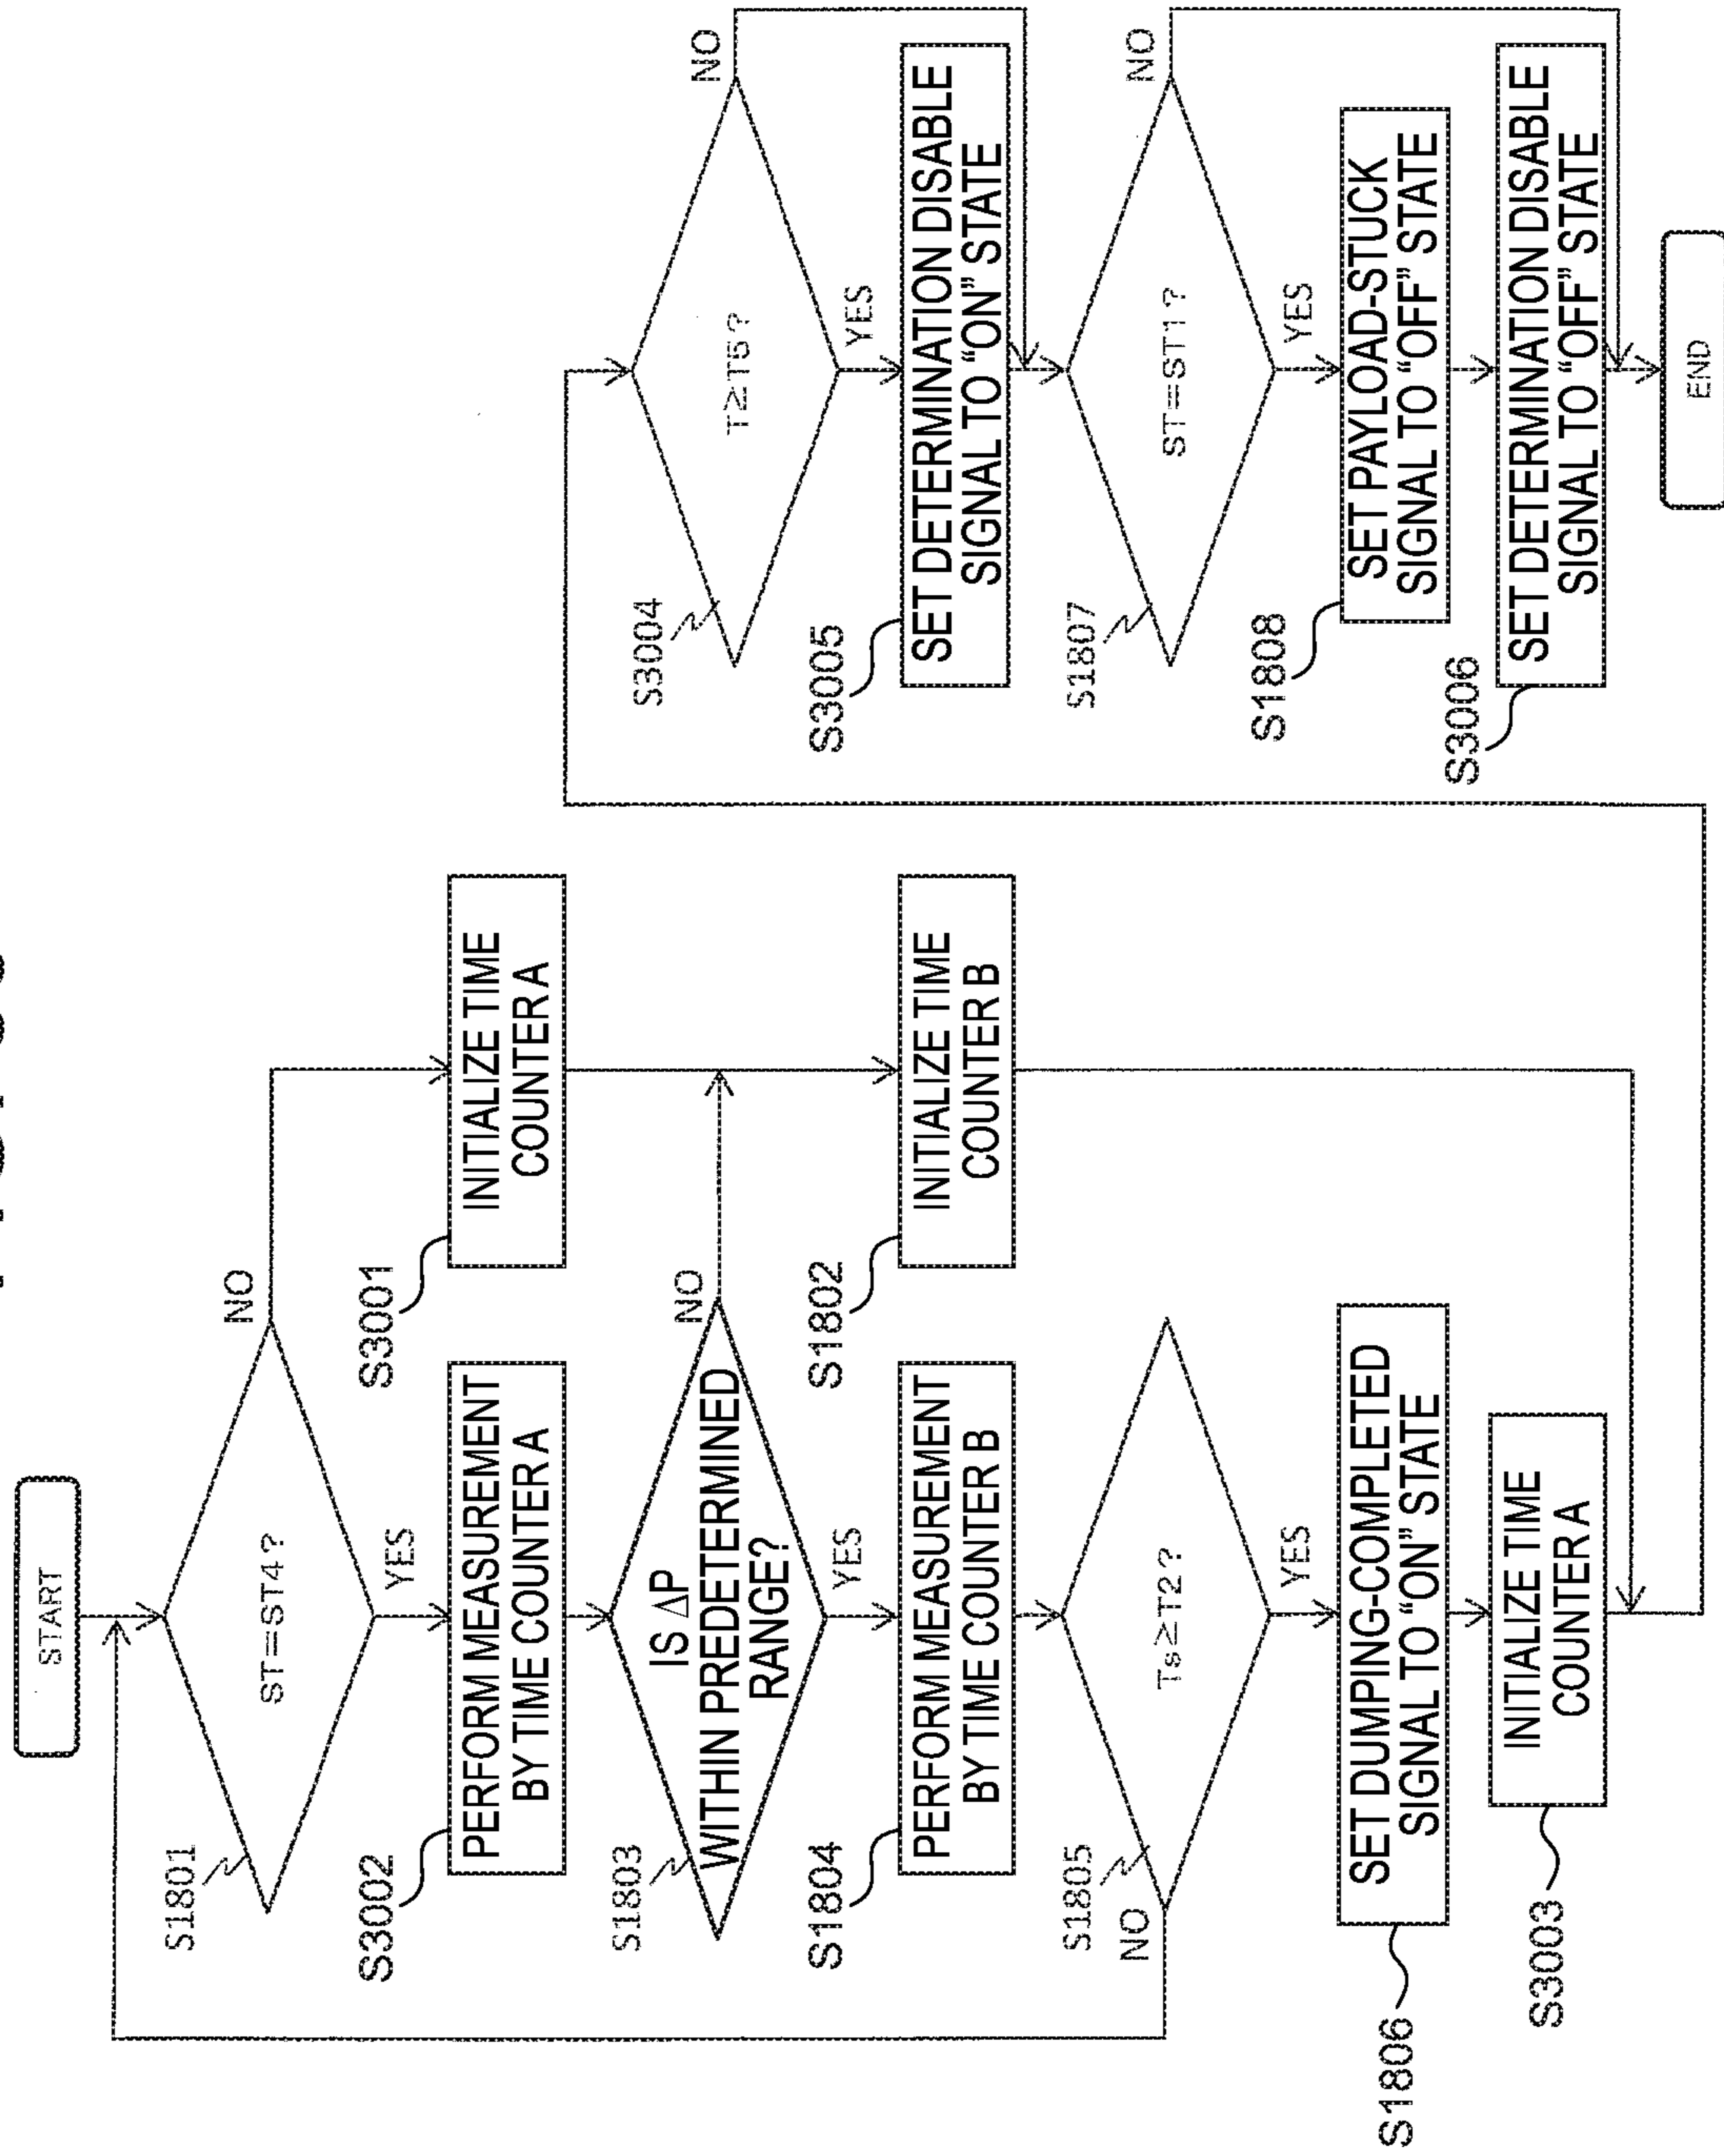 START
S1801
ST=ST4?
NO
YES
S3002
PERFORM MEASUREMENT
BY TIME COUNTER A
S3001
INITIALIZE TIME
COUNTER A
S1803
IS ΔP
WITHIN PREDETERMINED
RANGE?
NO
YES
S1804
PERFORM MEASUREMENT
BY TIME COUNTER B
S1802
INITIALIZE TIME
COUNTER B
S1805
Ts≥T2?
NO
YES
S1806
SET DUMPING-COMPLETED
SIGNAL TO "ON" STATE
S3003
INITIALIZE TIME
COUNTER A
S3004
T≥T5?
NO
YES
S3005
SET DETERMINATION DISABLE
SIGNAL TO "ON" STATE
S1807
ST=ST1?
NO
YES
S1808
SET PAYLOAD-STUCK
SIGNAL TO "OFF" STATE
S3006
SET DETERMINATION DISABLE
SIGNAL TO "OFF" STATE
END